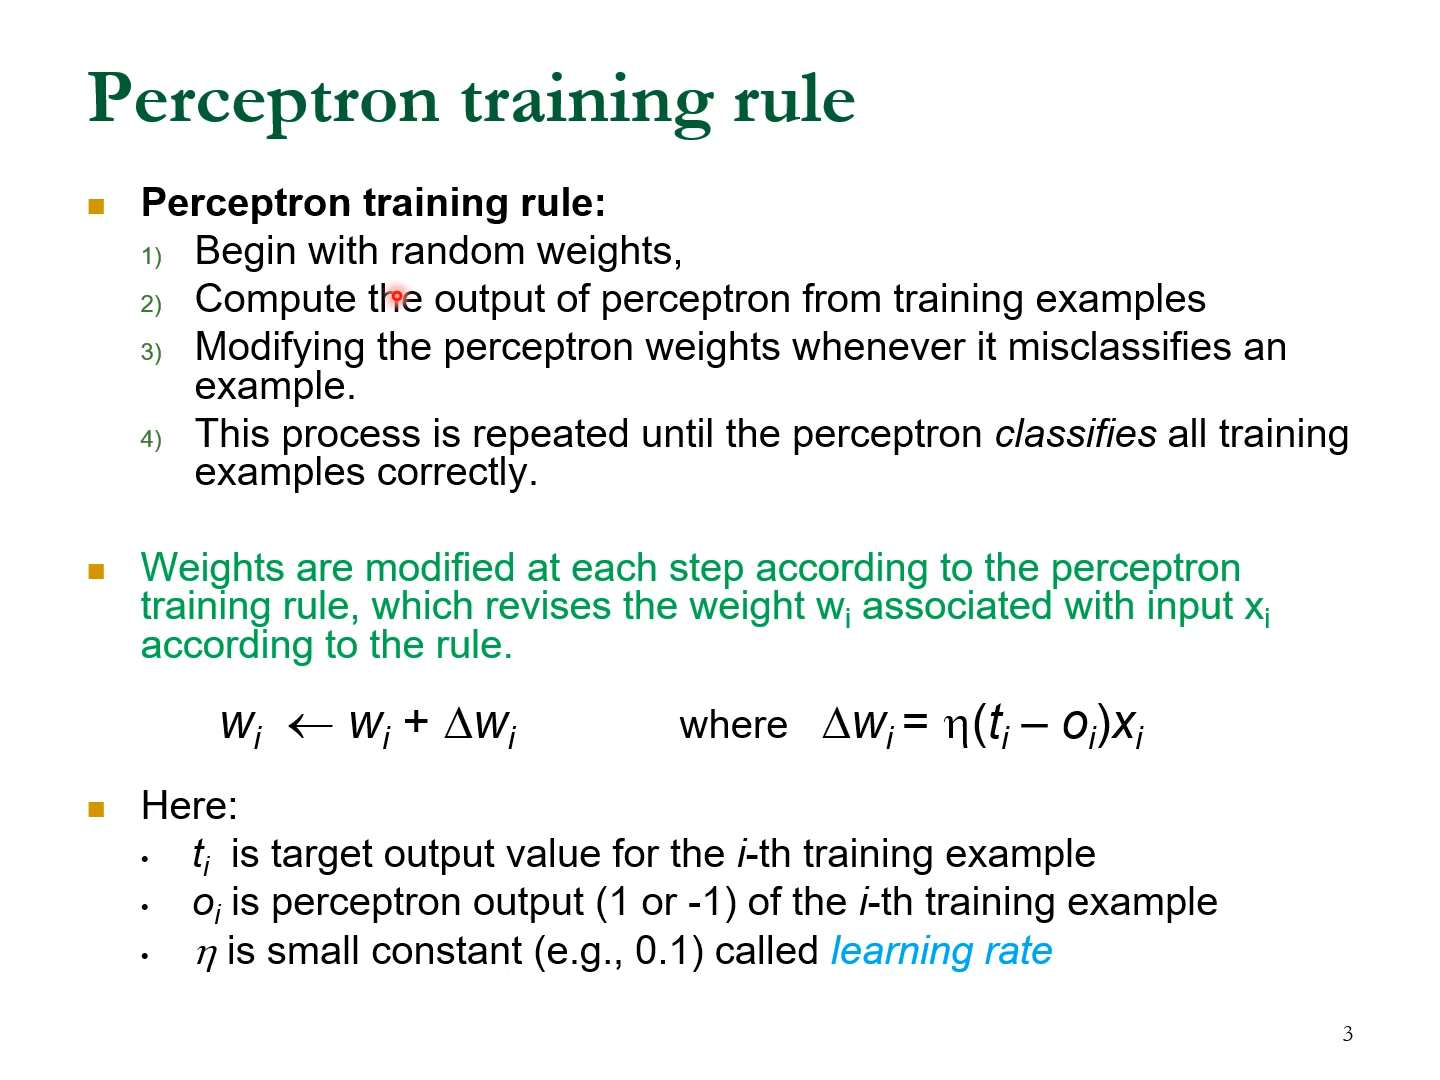 Perceptron training rule
■ Perceptron training rule:
1) Begin with random weights,
2) Compute the output of perceptron from training examples
3) Modifying the perceptron weights whenever it misclassifies an
example.
4) This process is repeated until the perceptron classifies all training
examples correctly.
■ Weights are modified at each step according to the perceptron
training rule, which revises the weight wᵢ associated with input xᵢ
according to the rule.
wᵢ ← wᵢ + Δwᵢ where Δwᵢ = η(tᵢ – oᵢ)xᵢ
■ Here:
• tᵢ is target output value for the i-th training example
• oᵢ is perceptron output (1 or -1) of the i-th training example
• η is small constant (e.g., 0.1) called learning rate
3